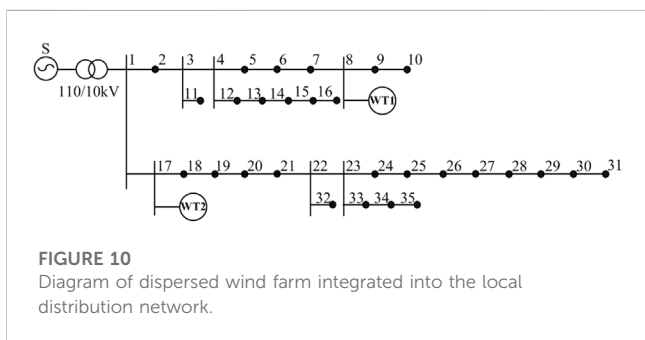 S
1 2 3 4 5 6 7 8 9 10
110/10kV
11 12 13 14 15 16 WT1
17 18 19 20 21 22 23 24 25 26 27 28 29 30 31
WT2 32 33 34 35
FIGURE 10
Diagram of dispersed wind farm integrated into the local
distribution network.